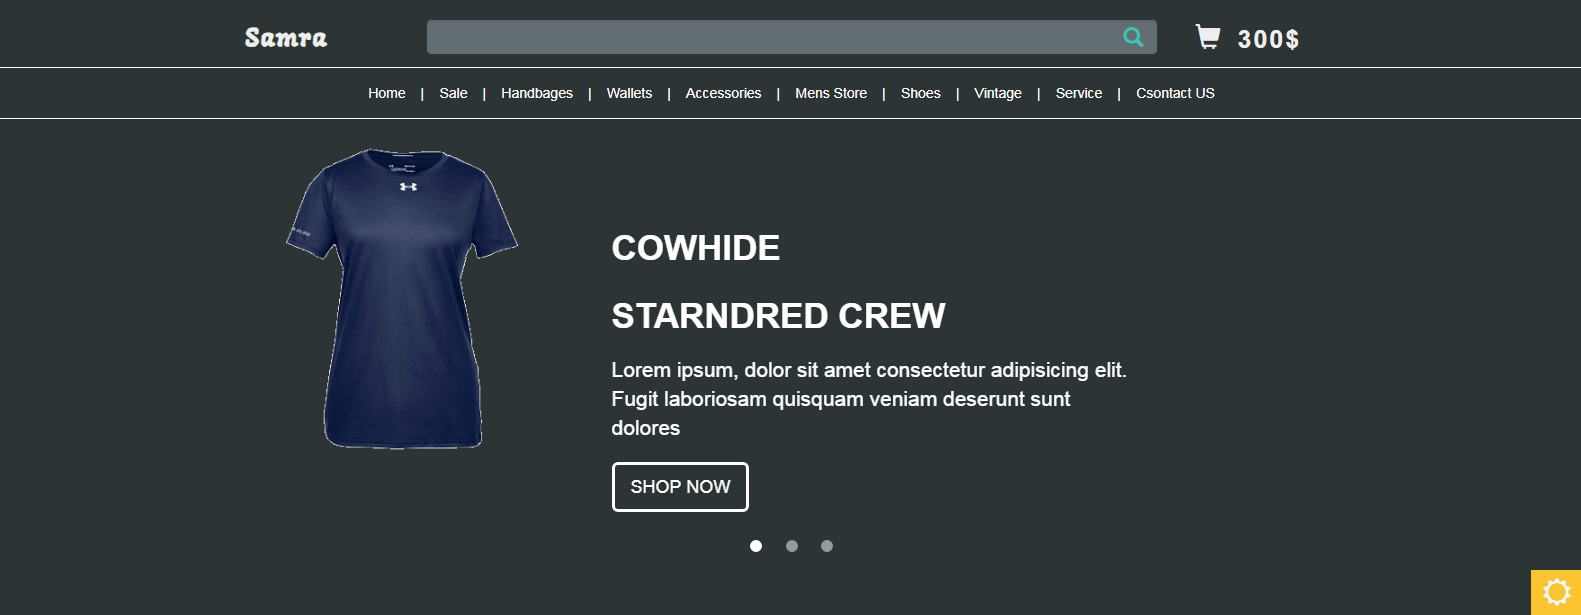 Samra
300$
Home | Sale | Handbages | Wallets | Accessories | Mens Store | Shoes | Vintage | Service | Csontact US
COWHIDE
STARNDRED CREW
Lorem ipsum, dolor sit amet consectetur adipisicing elit.
Fugit laboriosam quisquam veniam deserunt sunt
dolores
SHOP NOW